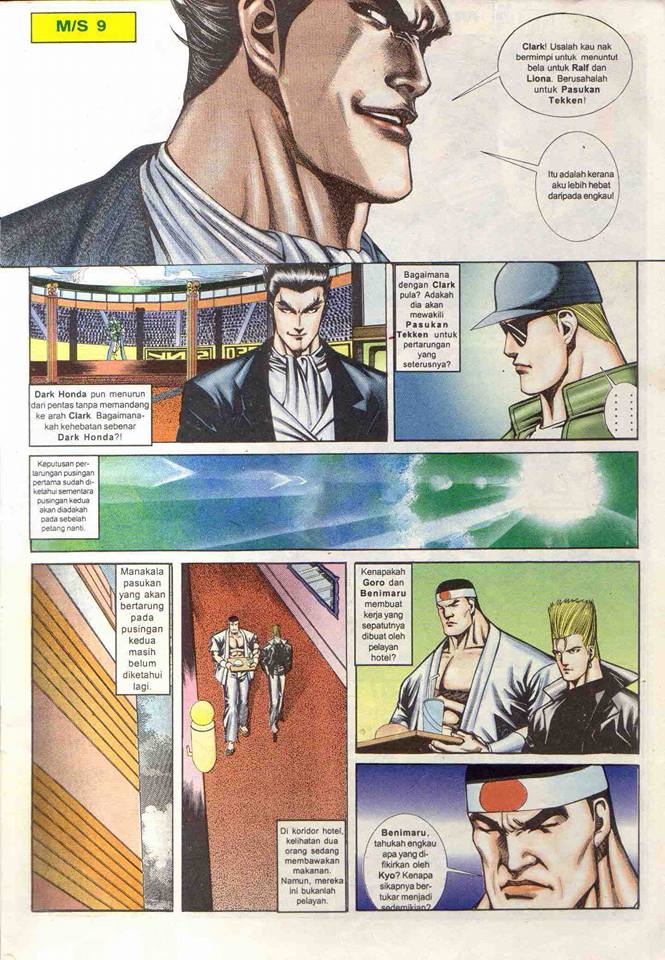 M/S 9
Clark! Usalah kau nak
bermimpi untuk menuntut
bela untuk Ralf dan
Liona. Berusahalah
untuk Pasukan
Tekken!
Itu adalah kerana
aku lebih hebat
daripada engkau!
Dark Honda pun menurun
dari pentas tanpa memandang
ke arah Clark. Bagaimana-
kah kehebatan sebenar
Dark Honda?!
Bagaimana
dengan Clark
pula? Adakah
dia akan
mewakili
Pasukan
Tekken untuk
pertarungan
yang
seterusnya?
Keputusan per-
tarungan pusingan
pertama sudah di-
ketahui sementara
pusingan kedua
akan diadakah
pada sebelah
petang nanti.
Manakala
pasukan
yang akan
bertarung
pada
pusingan
kedua
masih
belum
diketahui
lagi.
Di koridor hotel,
kelihatan dua
orang sedang
membawakan
makanan.
Namun, mereka
ini bukanlah
pelayan.
Kenapakah
Goro dan
Benimaru
membuat
kerja yang
sepatutnya
dibuat oleh
pelayan
hotel?
Benimaru,
tahukah engkau
apa yang di-
fikirkan oleh
Kyo? Kenapa
sikapnya ber-
tukar menjadi
sedemikian?